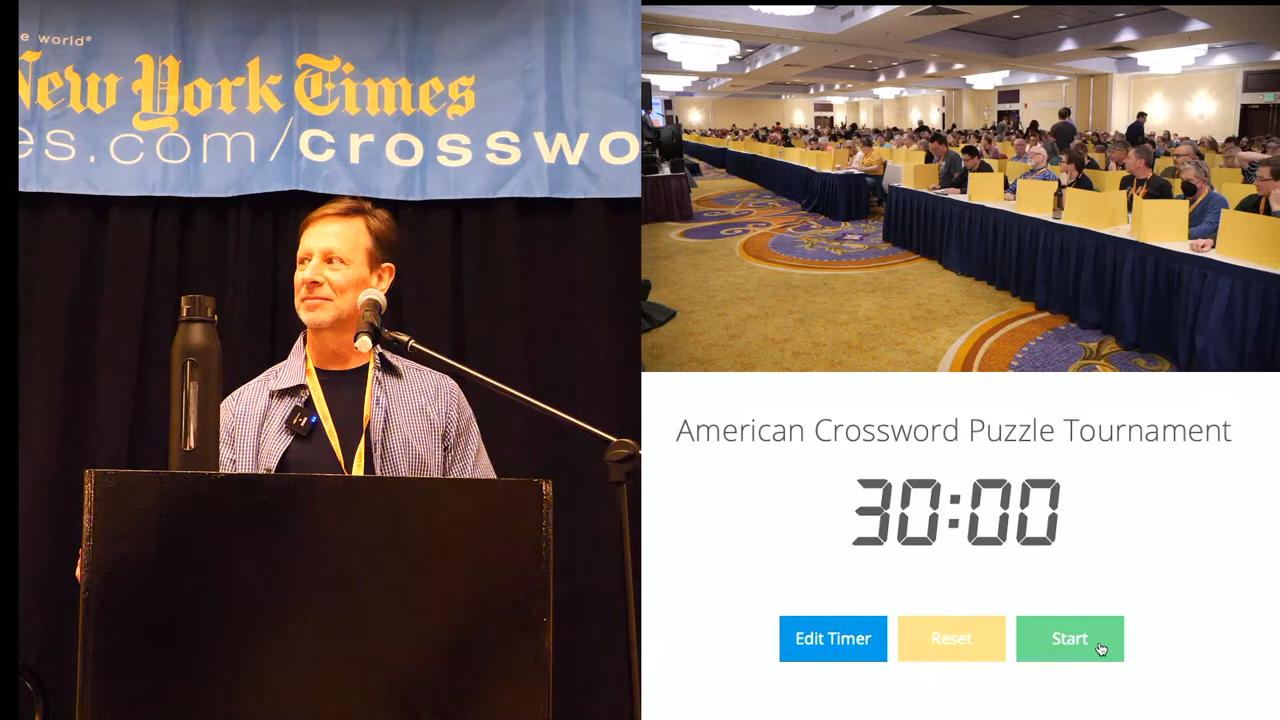 e world®
New York Times
es.com/crosswo
American Crossword Puzzle Tournament
30:00
Edit Timer
Reset
Start